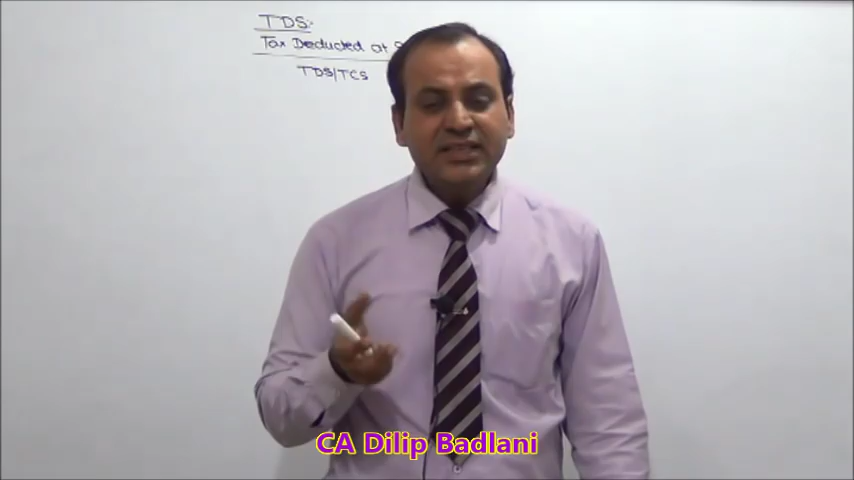 TDS:
Tax Deducted at
TDS/TCS
CA Dilip Badlani